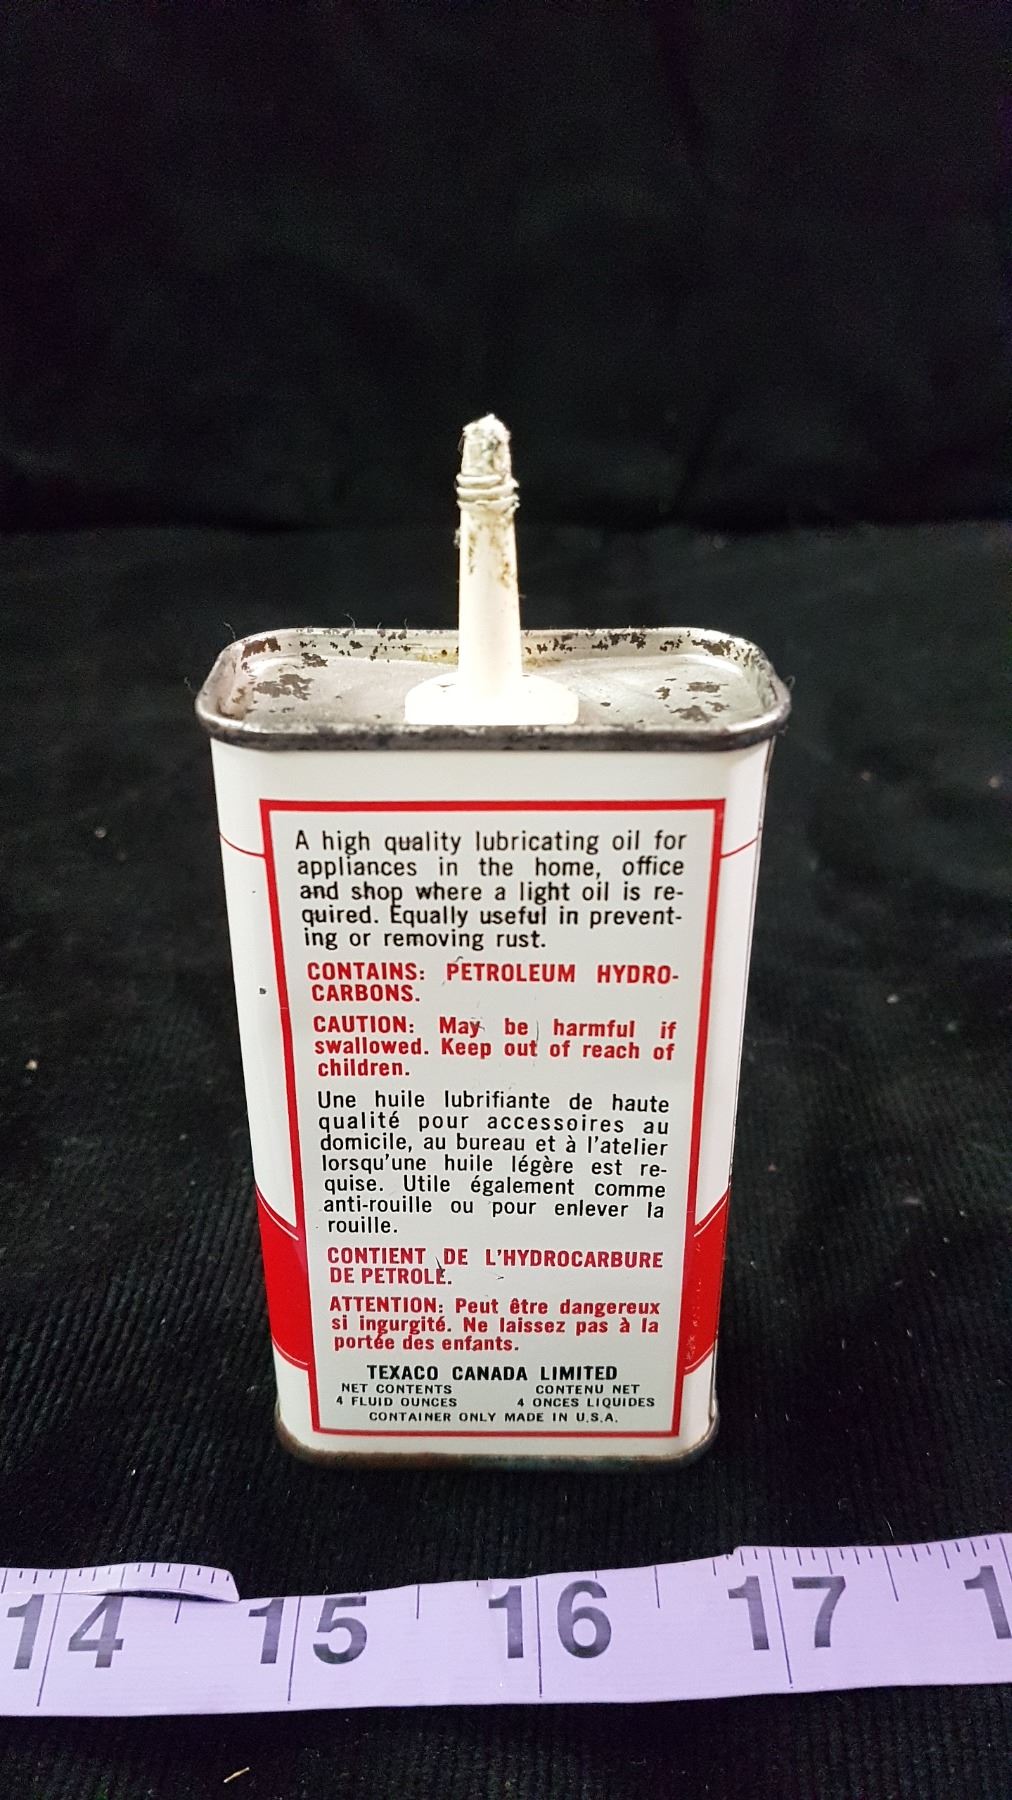 A high quality lubricating oil for
appliances in the home, office
and shop where a light oil is re-
quired. Equally useful in prevent-
ing or removing rust.
CONTAINS: PETROLEUM HYDRO-
CARBONS.
CAUTION: May be harmful if
swallowed. Keep out of reach of
children.
Une huile lubrifiante de haute
qualité pour accessoires au
domicile, au bureau et à l'atelier
lorsqu'une huile légère est re-
quise. Utile également comme
anti-rouille ou pour enlever la
rouille.
CONTIENT DE L'HYDROCARBURE
DE PETROLE.
ATTENTION: Peut être dangereux
si ingurgité. Ne laissez pas à la
portée des enfants.
TEXACO CANADA LIMITED
NET CONTENTS CONTENU NET
4 FLUID OUNCES 4 ONCES LIQUIDES
CONTAINER ONLY MADE IN U.S.A.
14 15 16 17 1